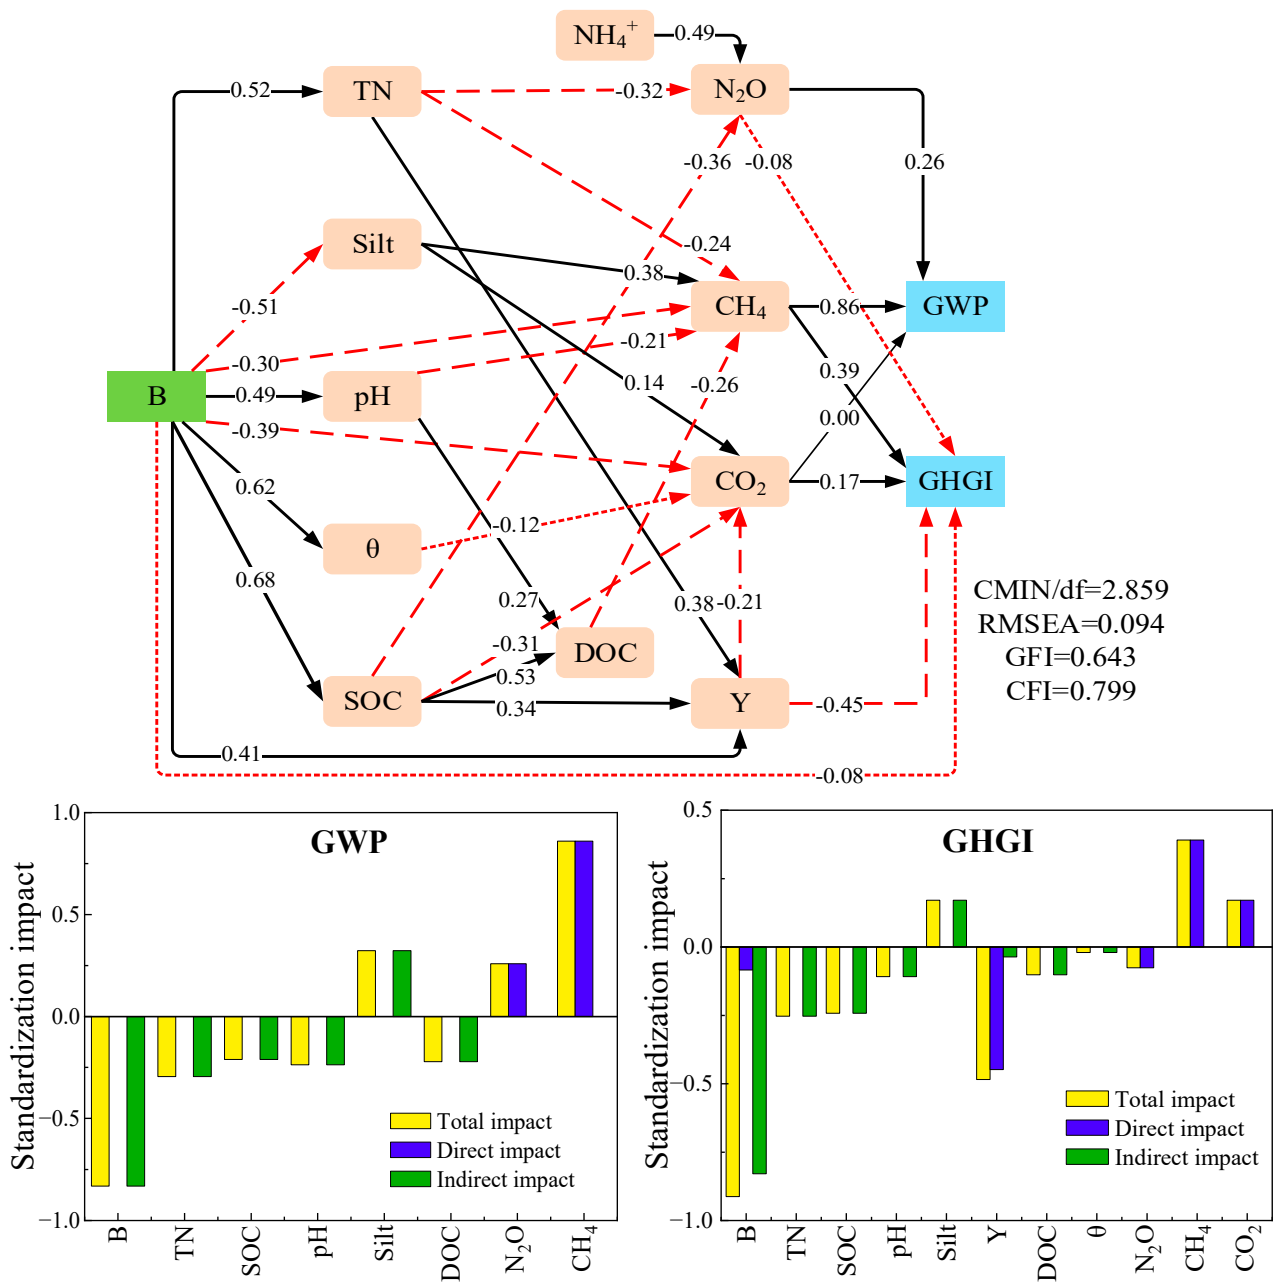 NH₄⁺
0.49
TN
0.52
-0.32
N₂O
-0.36
-0.08
0.26
Silt
-0.24
0.38
-0.51
CH₄
0.86
GWP
-0.30
-0.21
B
0.49
pH
0.14
-0.26
0.39
0.00
-0.39
0.62
CO₂
0.17
GHGI
-0.12
θ
0.68
0.27
0.38
-0.21
CMIN/df=2.859
RMSEA=0.094
GFI=0.643
CFI=0.799
-0.31
DOC
0.53
SOC
0.34
Y
-0.45
0.41
-0.08
GWP
Standardization impact
1.0
0.5
0.0
−0.5
−1.0
Total impact
Direct impact
Indirect impact
B
TN
SOC
pH
Silt
DOC
N₂O
CH₄
GHGI
Standardization impact
0.5
0.0
−0.5
−1.0
Total impact
Direct impact
Indirect impact
B
TN
SOC
pH
Silt
Y
DOC
θ
N₂O
CH₄
CO₂